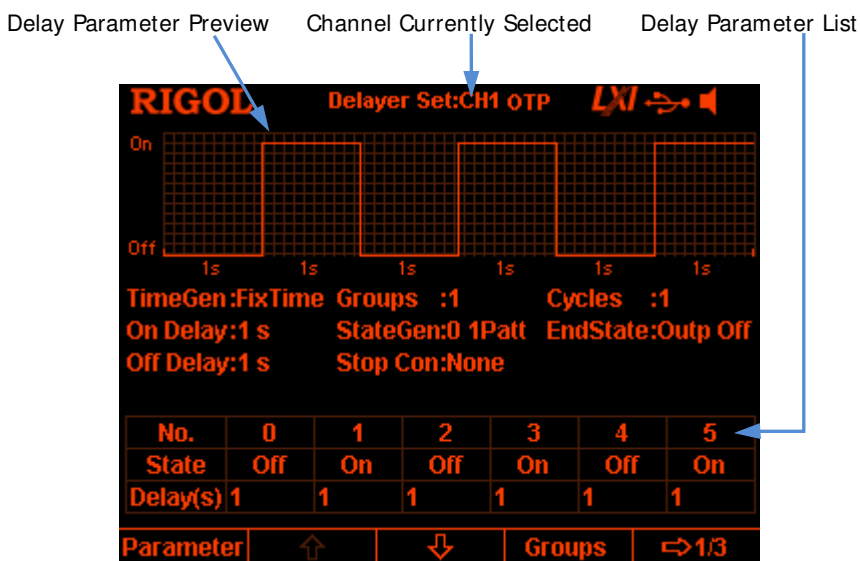 Delay Parameter Preview Channel Currently Selected Delay Parameter List
RIGOL Delayer Set:CH1 OTP LXI
On
Off
1s 1s 1s 1s 1s 1s
TimeGen:FixTime Groups :1 Cycles :1
On Delay:1 s StateGen:0 1Patt EndState:Outp Off
Off Delay:1 s Stop Con:None
No. 0 1 2 3 4 5
State Off On Off On Off On
Delay(s) 1 1 1 1 1 1
Parameter Groups 1/3